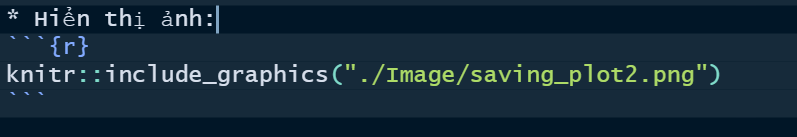 * Hiển thị ảnh:
```{r}
knitr::include_graphics("./Image/saving_plot2.png")
```